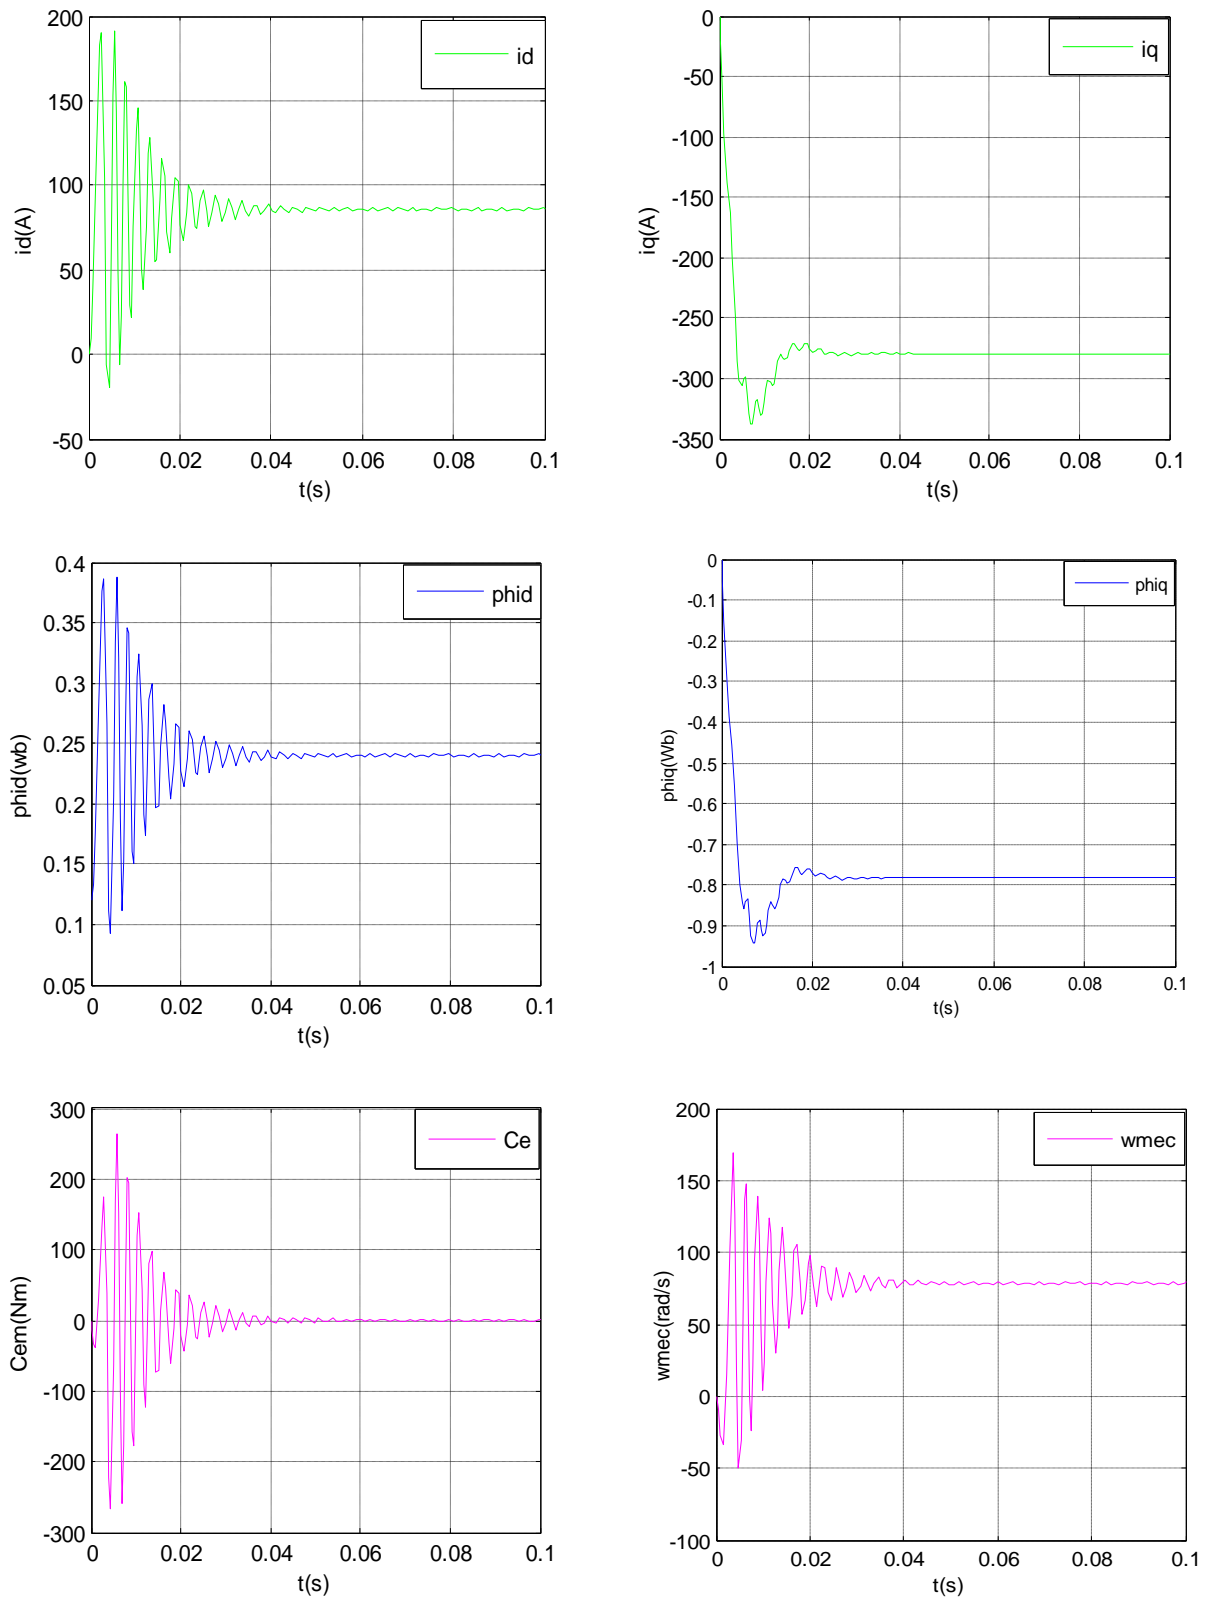 200
150
100
50
0
-50
id(A)
id
0 0.02 0.04 0.06 0.08 0.1
t(s)
0
-50
-100
-150
-200
-250
-300
-350
iq(A)
iq
0 0.02 0.04 0.06 0.08 0.1
t(s)
0.4
0.35
0.3
0.25
0.2
0.15
0.1
0.05
phid(wb)
phid
0 0.02 0.04 0.06 0.08 0.1
t(s)
0
-0.1
-0.2
-0.3
-0.4
-0.5
-0.6
-0.7
-0.8
-0.9
-1
phiq(Wb)
phiq
0 0.02 0.04 0.06 0.08 0.1
t(s)
300
200
100
0
-100
-200
-300
Cem(Nm)
Ce
0 0.02 0.04 0.06 0.08 0.1
t(s)
200
150
100
50
0
-50
-100
wmec(rad/s)
wmec
0 0.02 0.04 0.06 0.08 0.1
t(s)